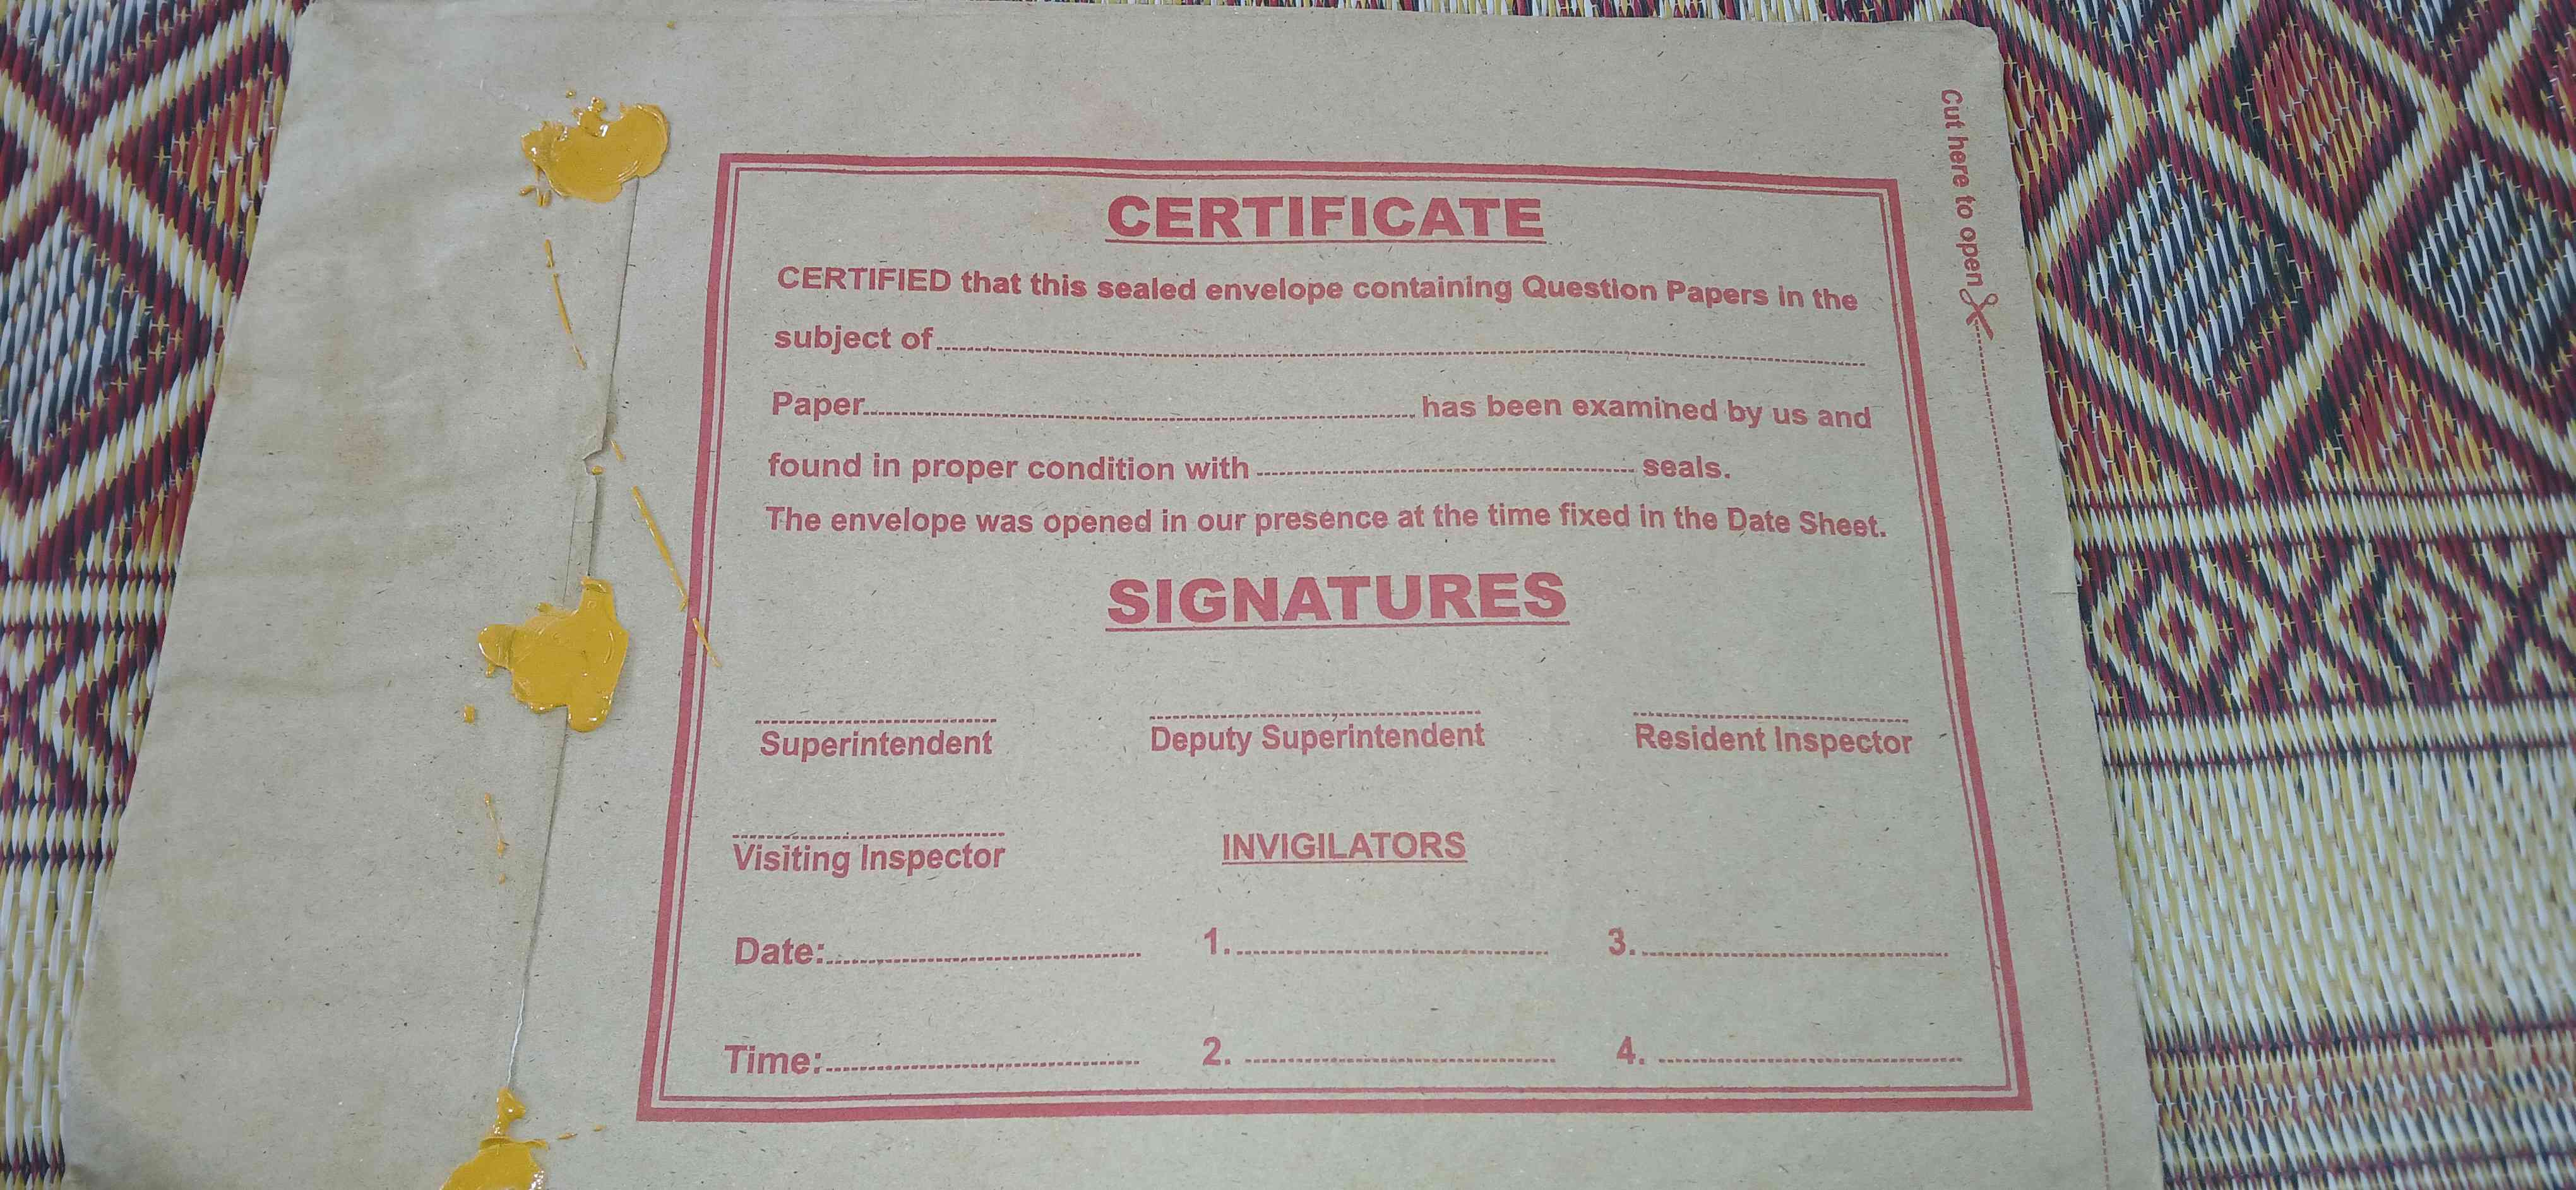 Cut here to open
CERTIFICATE
CERTIFIED that this sealed envelope containing Question Papers in the
subject of
Paper has been examined by us and
found in proper condition with seals.
The envelope was opened in our presence at the time fixed in the Date Sheet.
SIGNATURES
Superintendent Deputy Superintendent Resident Inspector
Visiting Inspector INVIGILATORS
Date: 1. 3.
Time: 2. 4.